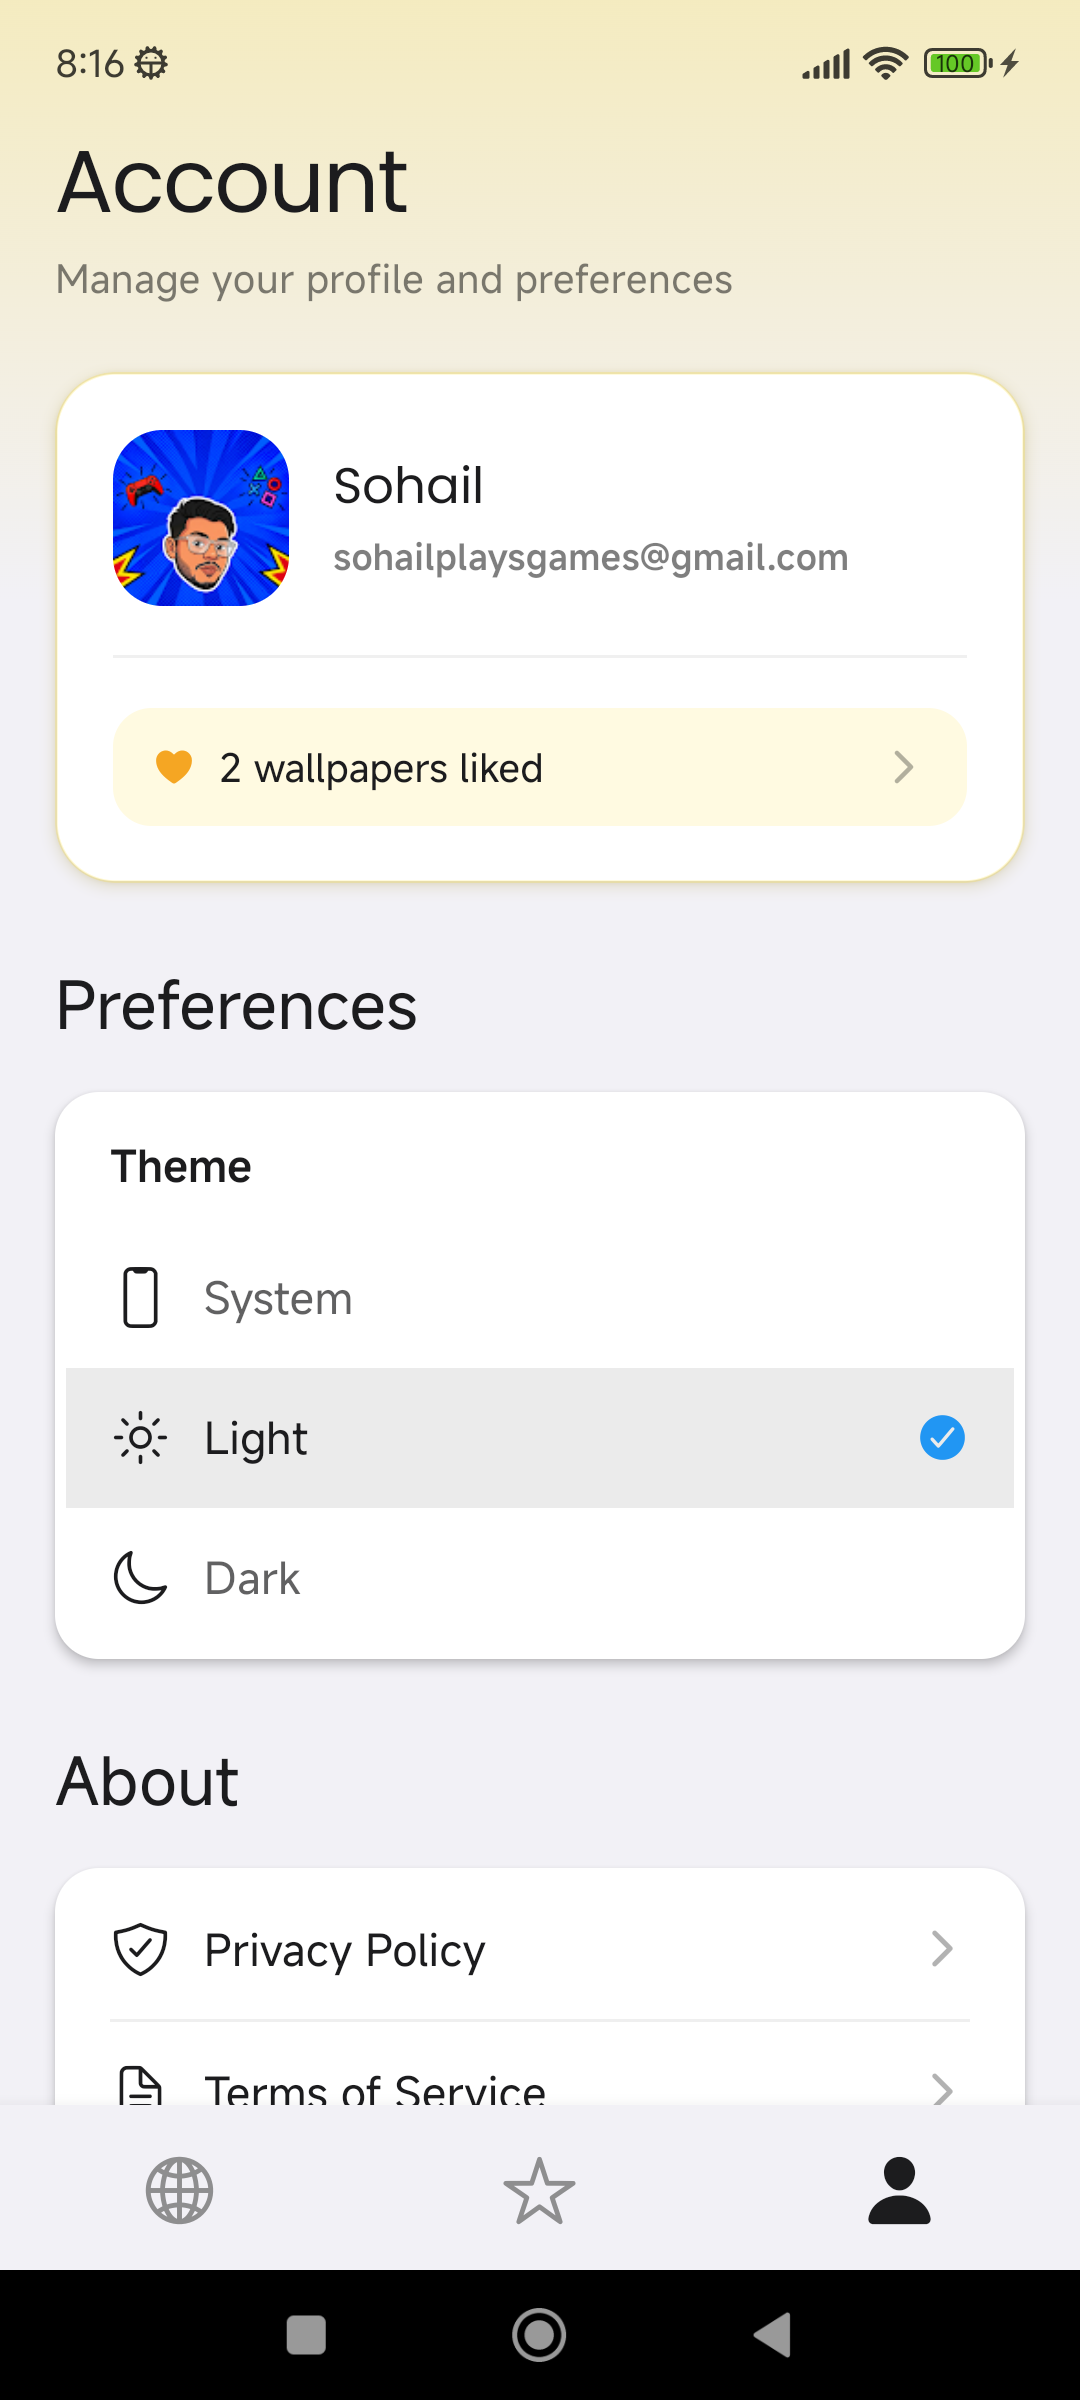 8:16
100
Account
Manage your profile and preferences
Sohail
sohailplaysgames@gmail.com
2 wallpapers liked
Preferences
Theme
System
Light
Dark
About
Privacy Policy
Terms of Service